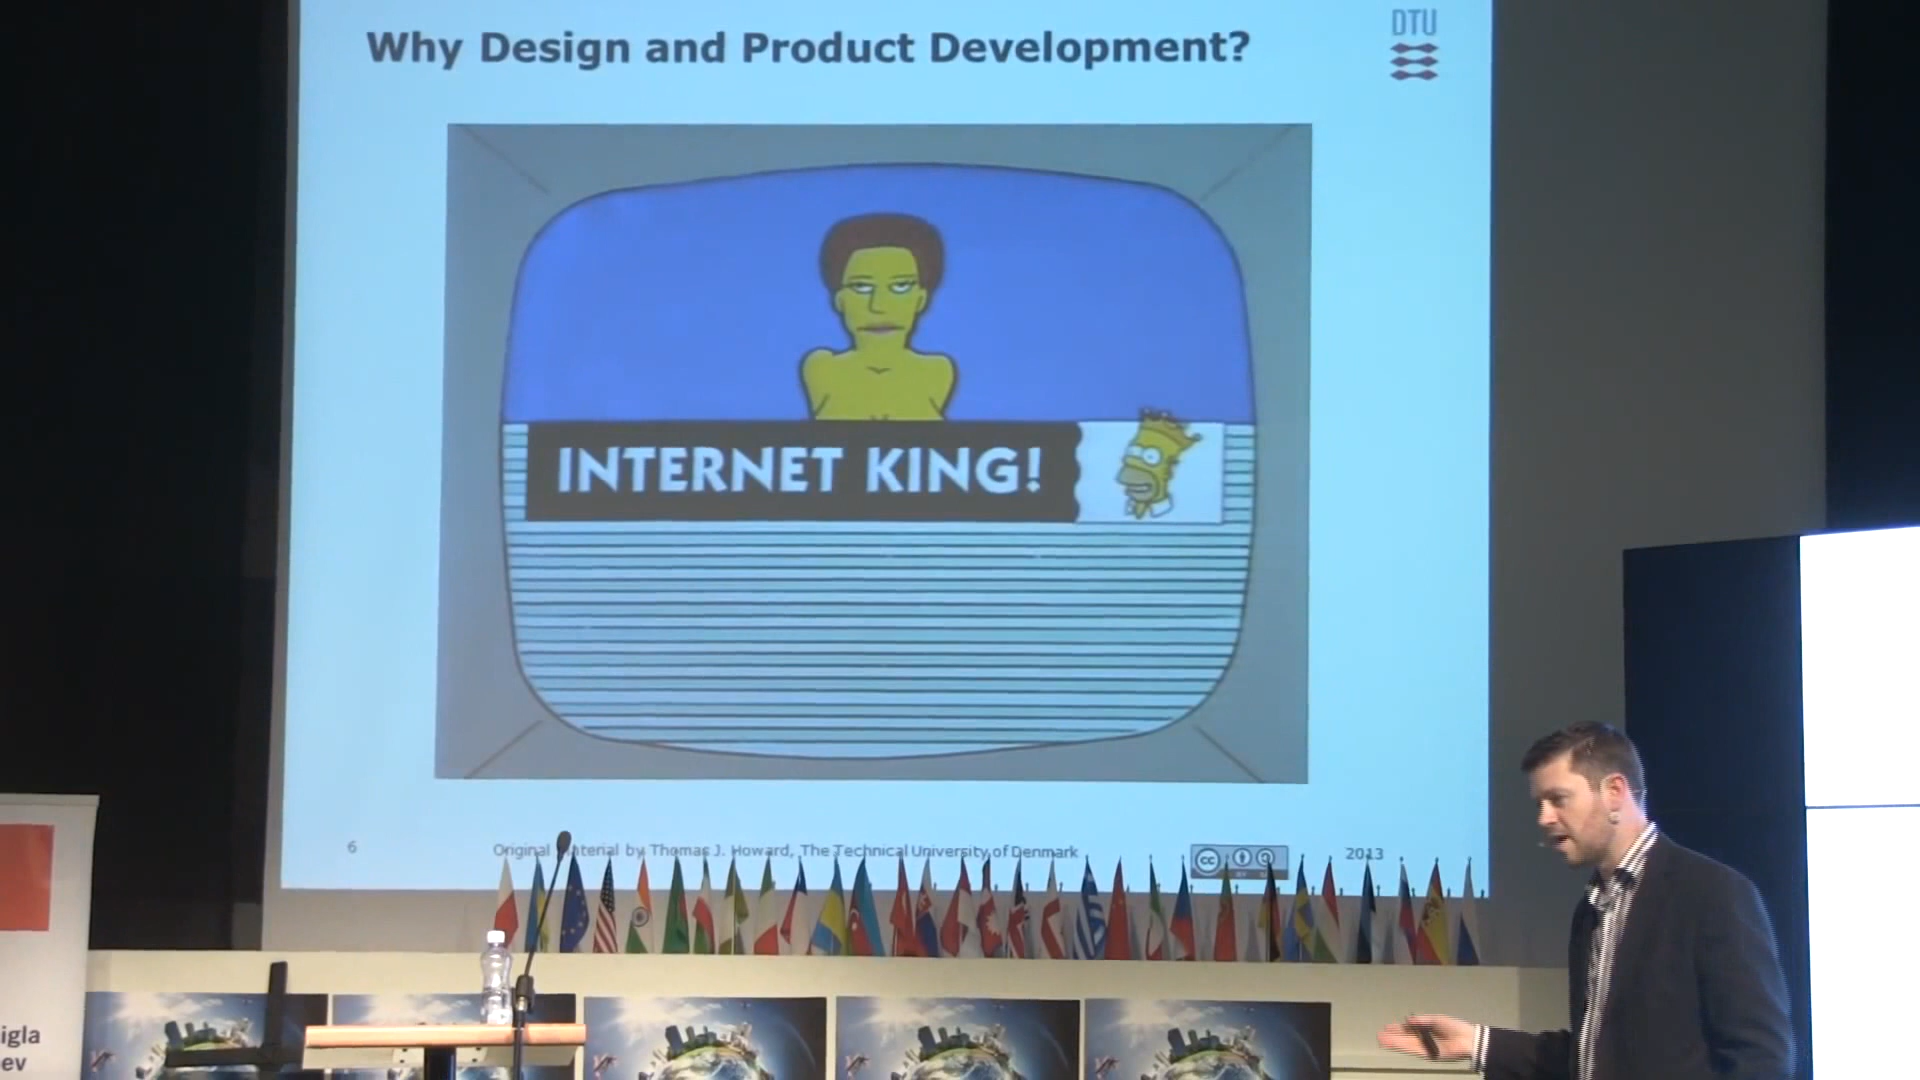 Why Design and Product Development?
DTU
INTERNET KING!
6
Original Material by Thomas J. Howard, The Technical University of Denmark
cc
2013
igla
ev